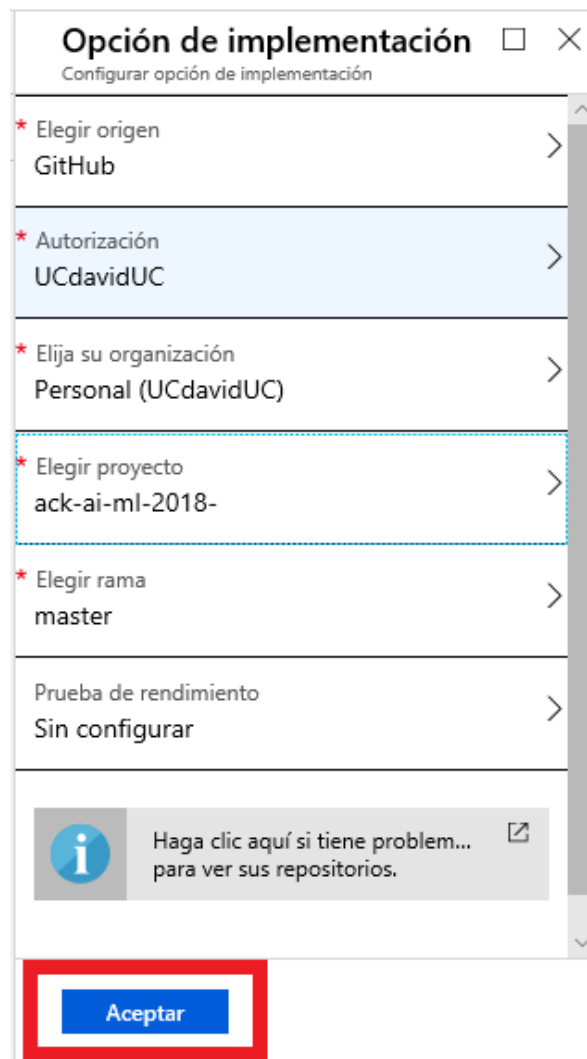 Opción de implementación
Configurar opción de implementación
* Elegir origen
GitHub
* Autorización
UCdavidUC
* Elija su organización
Personal (UCdavidUC)
* Elegir proyecto
ack-ai-ml-2018-
* Elegir rama
master
Prueba de rendimiento
Sin configurar
Haga clic aquí si tiene problem...
para ver sus repositorios.
Aceptar